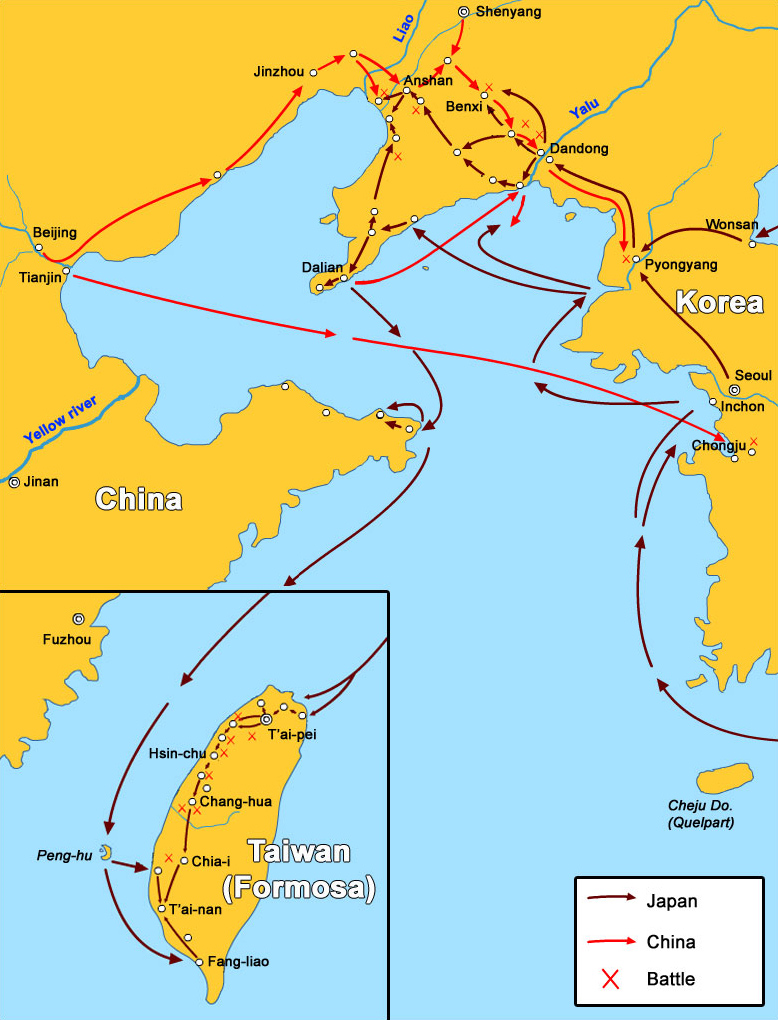 Shenyang
Liao
Jinzhou
Anshan
Benxi
Yalu
Dandong
Beijing
Wonsan
Tianjin
Dalian
Pyongyang
Korea
Seoul
Inchon
Yellow river
Chongju
Jinan
China
Fuzhou
T'ai-pei
Hsin-chu
Chang-hua
Cheju Do.
(Quelpart)
Peng-hu
Chia-i
Taiwan
(Formosa)
T'ai-nan
Fang-liao
Japan
China
Battle